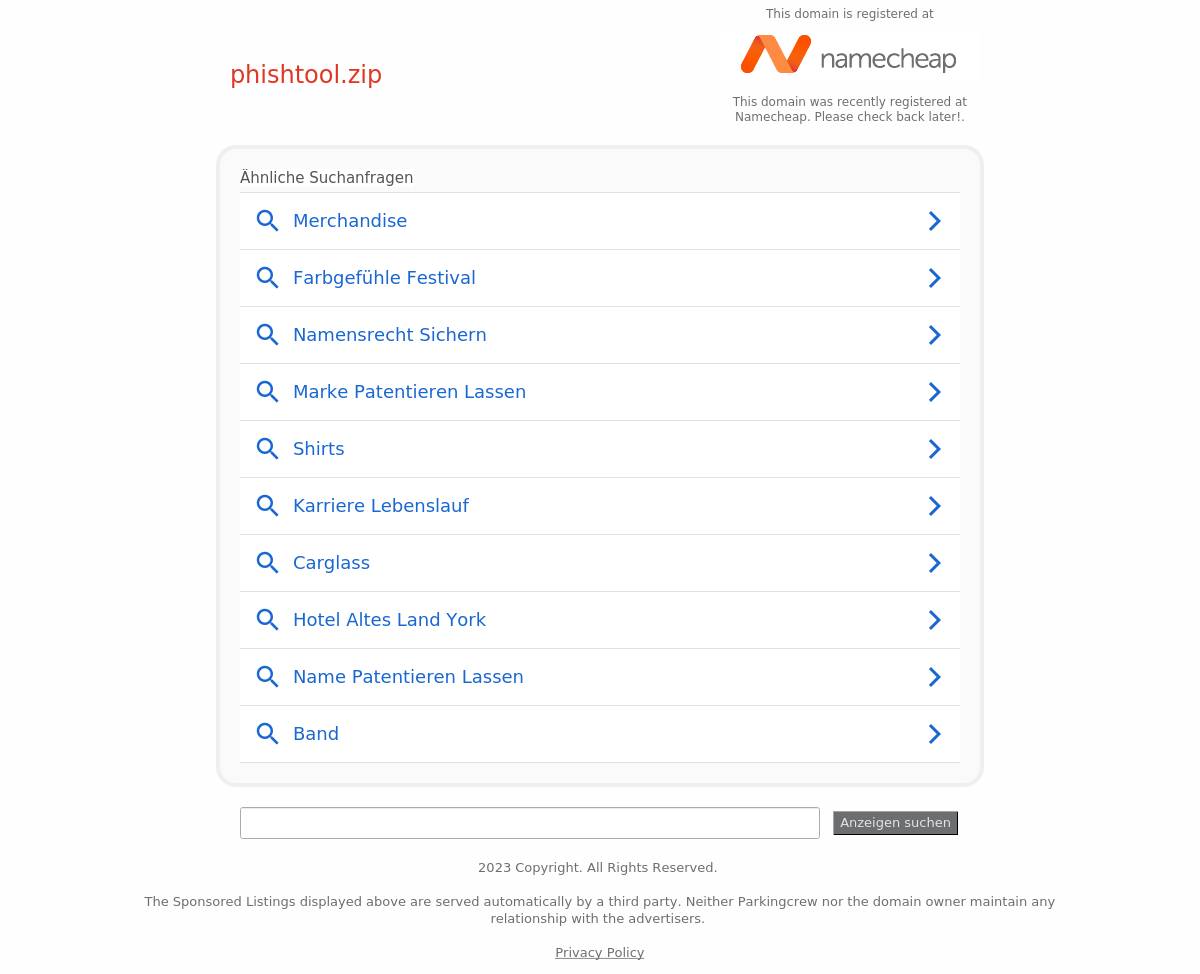 This domain is registered at
namecheap
phishtool.zip
This domain was recently registered at
Namecheap. Please check back later!.
Ähnliche Suchanfragen
Merchandise
Farbgefühle Festival
Namensrecht Sichern
Marke Patentieren Lassen
Shirts
Karriere Lebenslauf
Carglass
Hotel Altes Land York
Name Patentieren Lassen
Band
Anzeigen suchen
2023 Copyright. All Rights Reserved.
The Sponsored Listings displayed above are served automatically by a third party. Neither Parkingcrew nor the domain owner maintain any
relationship with the advertisers.
Privacy Policy